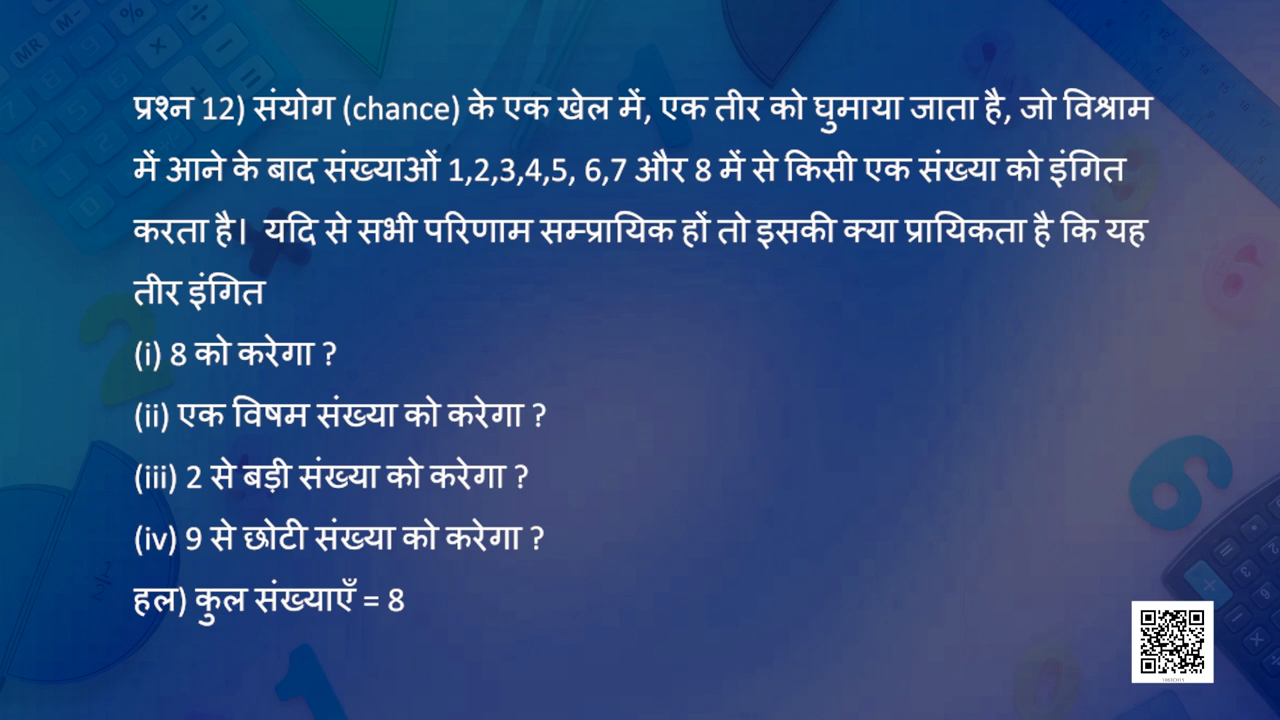 प्रश्न 12) संयोग (chance) के एक खेल में, एक तीर को घुमाया जाता है, जो विश्राम
में आने के बाद संख्याओं 1,2,3,4,5, 6,7 और 8 में से किसी एक संख्या को इंगित
करता है। यदि से सभी परिणाम सम्प्रायिक हों तो इसकी क्या प्रायिकता है कि यह
तीर इंगित
(i) 8 को करेगा ?
(ii) एक विषम संख्या को करेगा ?
(iii) 2 से बड़ी संख्या को करेगा ?
(iv) 9 से छोटी संख्या को करेगा ?
हल) कुल संख्याएँ = 8